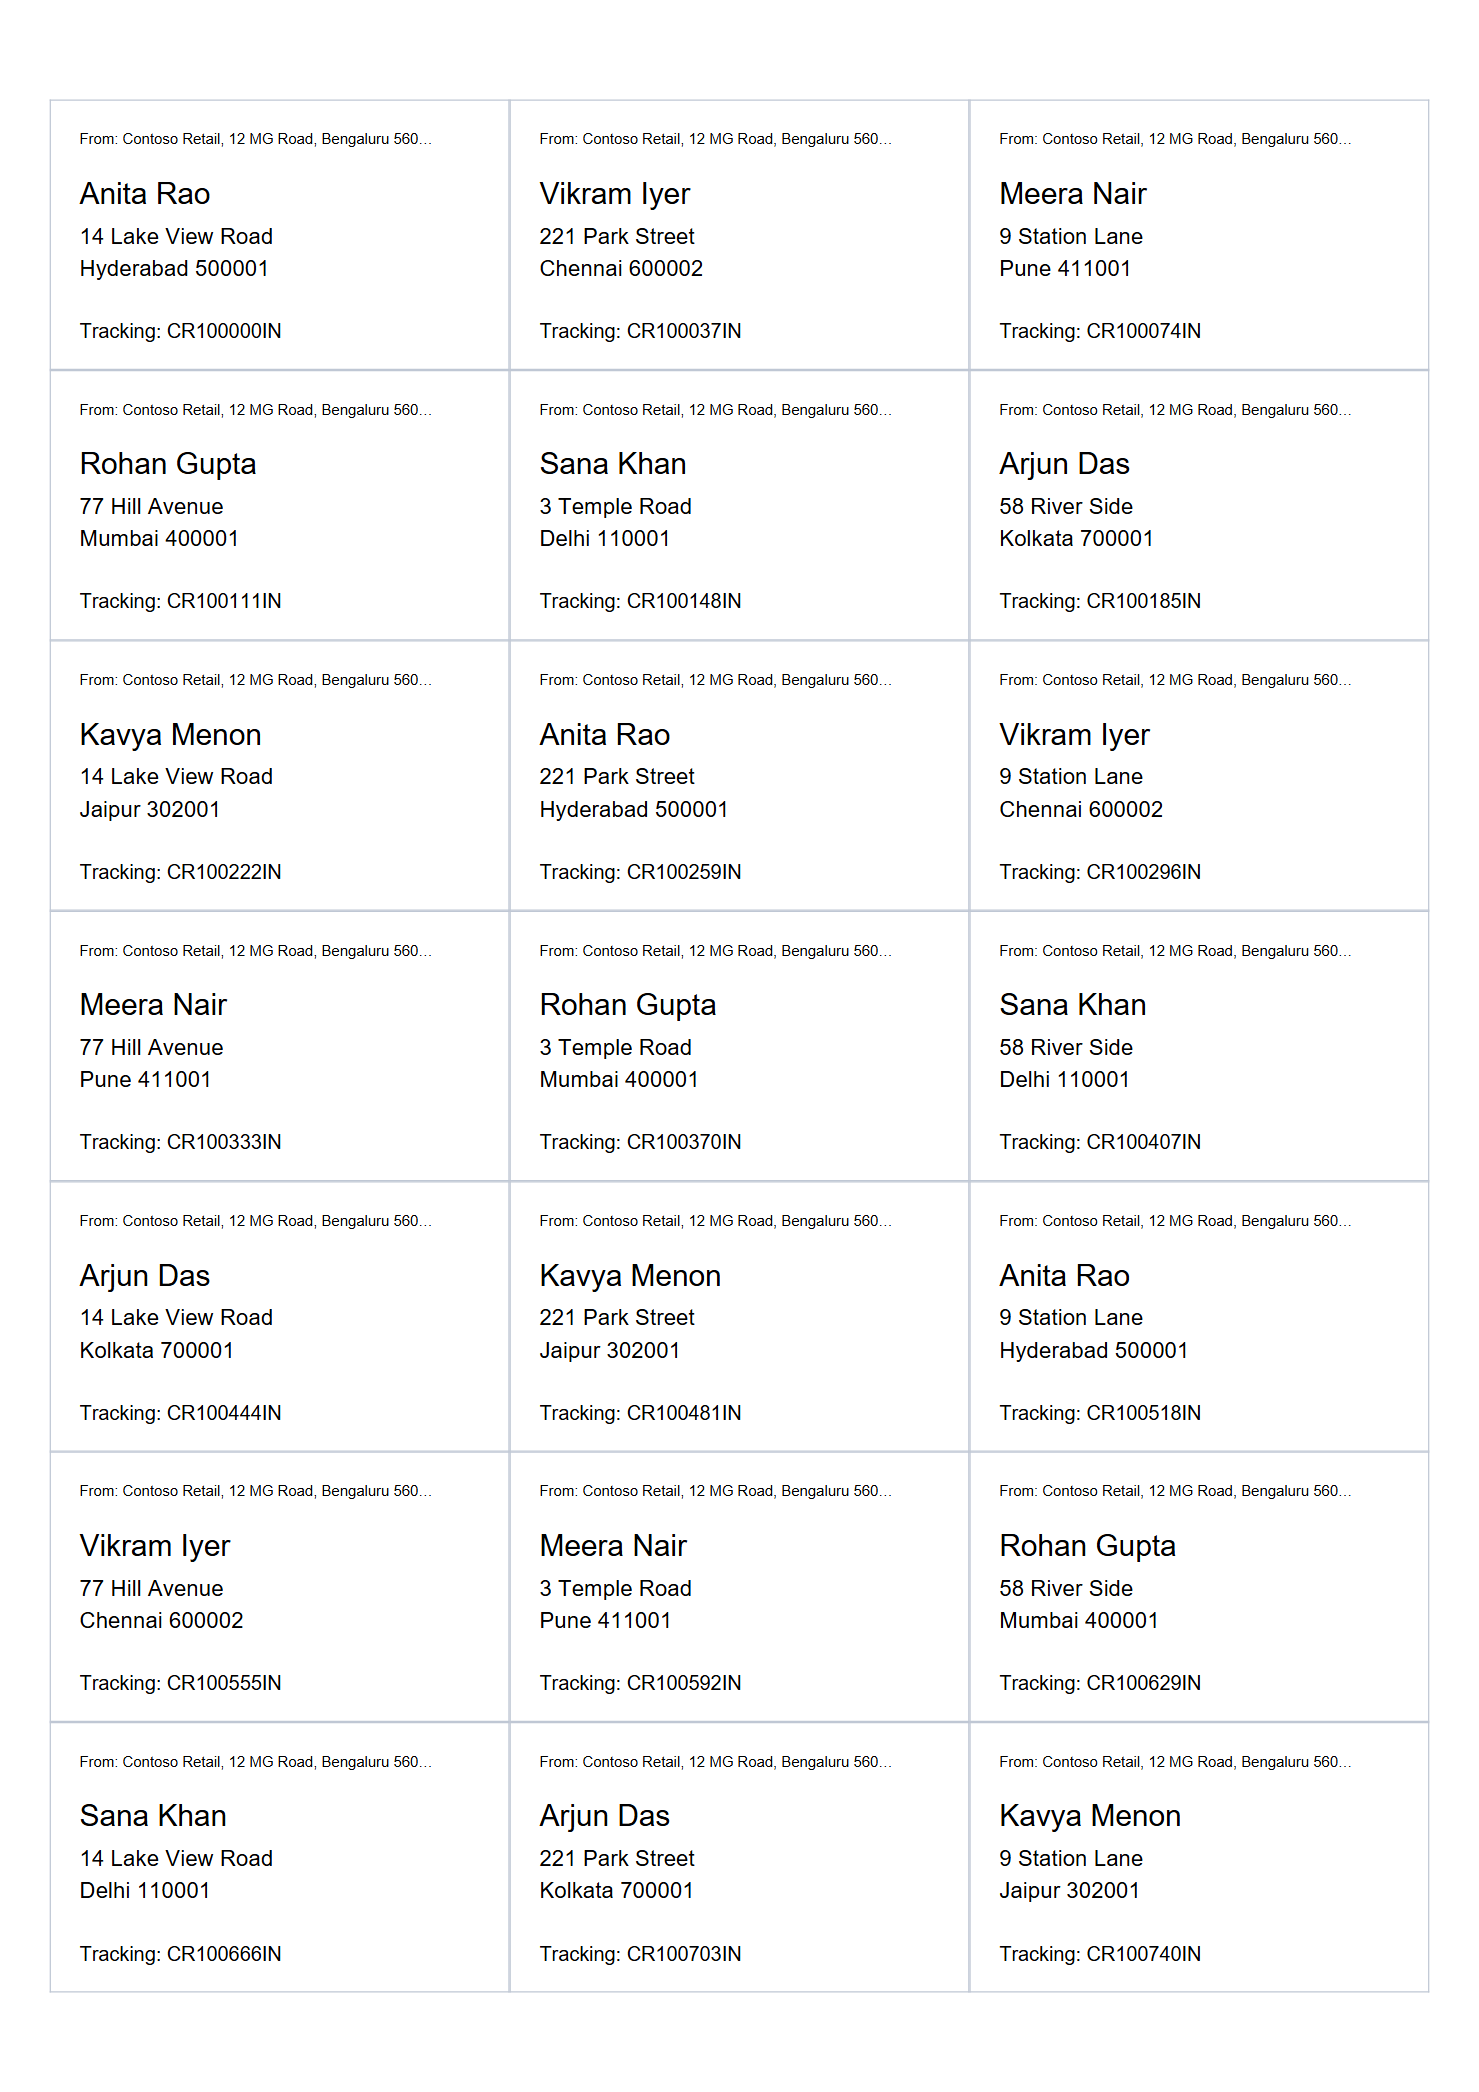 From: Contoso Retail, 12 MG Road, Bengaluru 560...
Anita Rao
14 Lake View Road
Hyderabad 500001
Tracking: CR100000IN
From: Contoso Retail, 12 MG Road, Bengaluru 560...
Vikram Iyer
221 Park Street
Chennai 600002
Tracking: CR100037IN
From: Contoso Retail, 12 MG Road, Bengaluru 560...
Meera Nair
9 Station Lane
Pune 411001
Tracking: CR100074IN
From: Contoso Retail, 12 MG Road, Bengaluru 560...
Rohan Gupta
77 Hill Avenue
Mumbai 400001
Tracking: CR100111IN
From: Contoso Retail, 12 MG Road, Bengaluru 560...
Sana Khan
3 Temple Road
Delhi 110001
Tracking: CR100148IN
From: Contoso Retail, 12 MG Road, Bengaluru 560...
Arjun Das
58 River Side
Kolkata 700001
Tracking: CR100185IN
From: Contoso Retail, 12 MG Road, Bengaluru 560...
Kavya Menon
14 Lake View Road
Jaipur 302001
Tracking: CR100222IN
From: Contoso Retail, 12 MG Road, Bengaluru 560...
Anita Rao
221 Park Street
Hyderabad 500001
Tracking: CR100259IN
From: Contoso Retail, 12 MG Road, Bengaluru 560...
Vikram Iyer
9 Station Lane
Chennai 600002
Tracking: CR100296IN
From: Contoso Retail, 12 MG Road, Bengaluru 560...
Meera Nair
77 Hill Avenue
Pune 411001
Tracking: CR100333IN
From: Contoso Retail, 12 MG Road, Bengaluru 560...
Rohan Gupta
3 Temple Road
Mumbai 400001
Tracking: CR100370IN
From: Contoso Retail, 12 MG Road, Bengaluru 560...
Sana Khan
58 River Side
Delhi 110001
Tracking: CR100407IN
From: Contoso Retail, 12 MG Road, Bengaluru 560...
Arjun Das
14 Lake View Road
Kolkata 700001
Tracking: CR100444IN
From: Contoso Retail, 12 MG Road, Bengaluru 560...
Kavya Menon
221 Park Street
Jaipur 302001
Tracking: CR100481IN
From: Contoso Retail, 12 MG Road, Bengaluru 560...
Anita Rao
9 Station Lane
Hyderabad 500001
Tracking: CR100518IN
From: Contoso Retail, 12 MG Road, Bengaluru 560...
Vikram Iyer
77 Hill Avenue
Chennai 600002
Tracking: CR100555IN
From: Contoso Retail, 12 MG Road, Bengaluru 560...
Meera Nair
3 Temple Road
Pune 411001
Tracking: CR100592IN
From: Contoso Retail, 12 MG Road, Bengaluru 560...
Rohan Gupta
58 River Side
Mumbai 400001
Tracking: CR100629IN
From: Contoso Retail, 12 MG Road, Bengaluru 560...
Sana Khan
14 Lake View Road
Delhi 110001
Tracking: CR100666IN
From: Contoso Retail, 12 MG Road, Bengaluru 560...
Arjun Das
221 Park Street
Kolkata 700001
Tracking: CR100703IN
From: Contoso Retail, 12 MG Road, Bengaluru 560...
Kavya Menon
9 Station Lane
Jaipur 302001
Tracking: CR100740IN